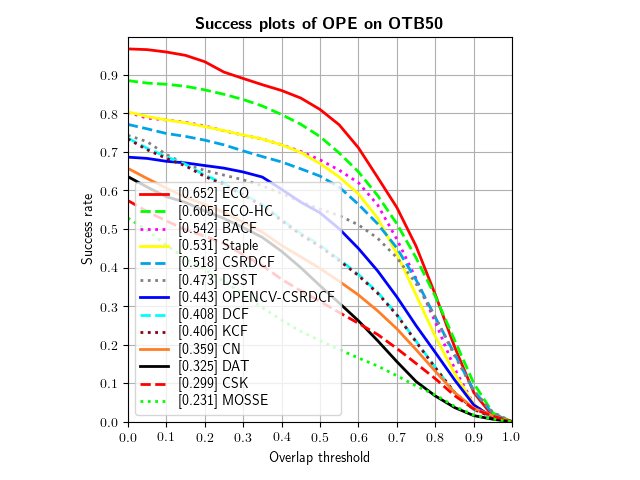 Success plots of OPE on OTB50
Success rate
0.9
0.8
0.7
0.6
0.5
0.4
0.3
0.2
0.1
0.0
[0.652] ECO
[0.605] ECO-HC
[0.542] BACF
[0.531] Staple
[0.518] CSRDCF
[0.473] DSST
[0.443] OPENCV-CSRDCF
[0.408] DCF
[0.406] KCF
[0.359] CN
[0.325] DAT
[0.299] CSK
[0.231] MOSSE
0.0 0.1 0.2 0.3 0.4 0.5 0.6 0.7 0.8 0.9 1.0
Overlap threshold